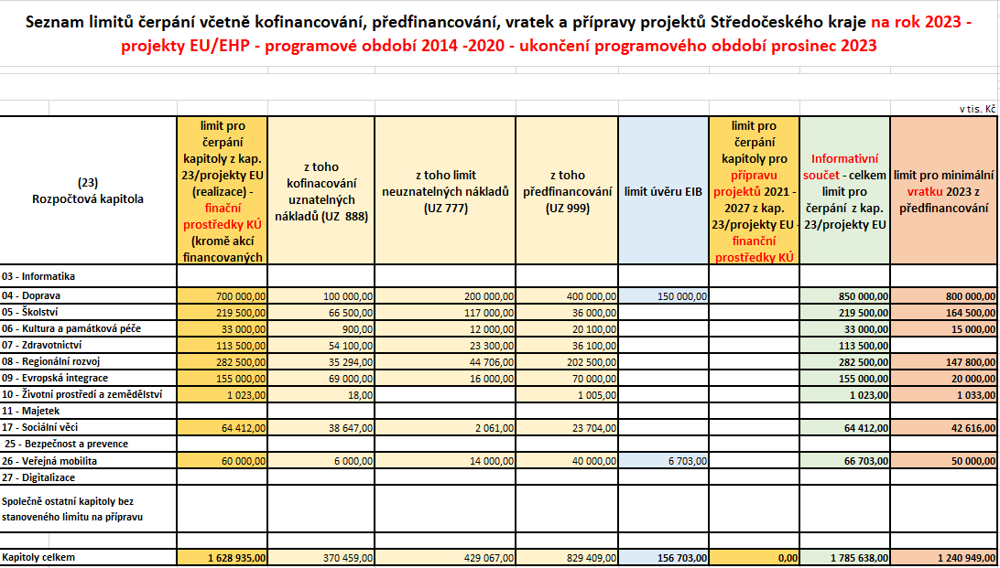 Seznam limitů čerpání včetně kofinancování, předfinancování, vratek a přípravy projektů Středočeského kraje na rok 2023 -
projekty EU/EHP - programové období 2014 -2020 - ukončení programového období prosinec 2023
v tis. Kč
(23)
Rozpočtová kapitola
limit pro
čerpání
kapitoly z kap.
23/projekty EU
(realizace) -
finační
prostředky KÚ
(kromě akcí
financovaných
z toho
kofinacování
uznatelných
nákladů (UZ 888)
z toho limit
neuznatelných nákladů
(UZ 777)
z toho
předfinancování
(UZ 999)
limit úvěru EIB
limit pro
čerpání
kapitoly pro
přípravu
projektů 2021 -
2027 z kap.
23/projekty EU -
finanční
prostředky KÚ
Informativní
součet - celkem
limit pro
čerpání z kap.
23/projekty EU
limit pro minimální
vratku 2023 z
předfinancování
03 - Informatika
04 - Doprava 700 000,00 100 000,00 200 000,00 400 000,00 150 000,00 850 000,00 800 000,00
05 - Školství 219 500,00 66 500,00 117 000,00 36 000,00 219 500,00 164 500,00
06 - Kultura a památková péče 33 000,00 900,00 12 000,00 20 100,00 33 000,00 15 000,00
07 - Zdravotnictví 113 500,00 54 100,00 23 300,00 36 100,00 113 500,00
08 - Regionální rozvoj 282 500,00 35 294,00 44 706,00 202 500,00 282 500,00 147 800,00
09 - Evropská integrace 155 000,00 69 000,00 16 000,00 70 000,00 155 000,00 20 000,00
10 - Životní prostředí a zemědělství 1 023,00 18,00 1 005,00 1 023,00 1 033,00
11 - Majetek
17 - Sociální věci 64 412,00 38 647,00 2 061,00 23 704,00 64 412,00 42 616,00
25 - Bezpečnost a prevence
26 - Veřejná mobilita 60 000,00 6 000,00 14 000,00 40 000,00 6 703,00 66 703,00 50 000,00
27 - Digitalizace
Společně ostatní kapitoly bez
stanoveného limitu na přípravu
Kapitoly celkem 1 628 935,00 370 459,00 429 067,00 829 409,00 156 703,00 0,00 1 785 638,00 1 240 949,00